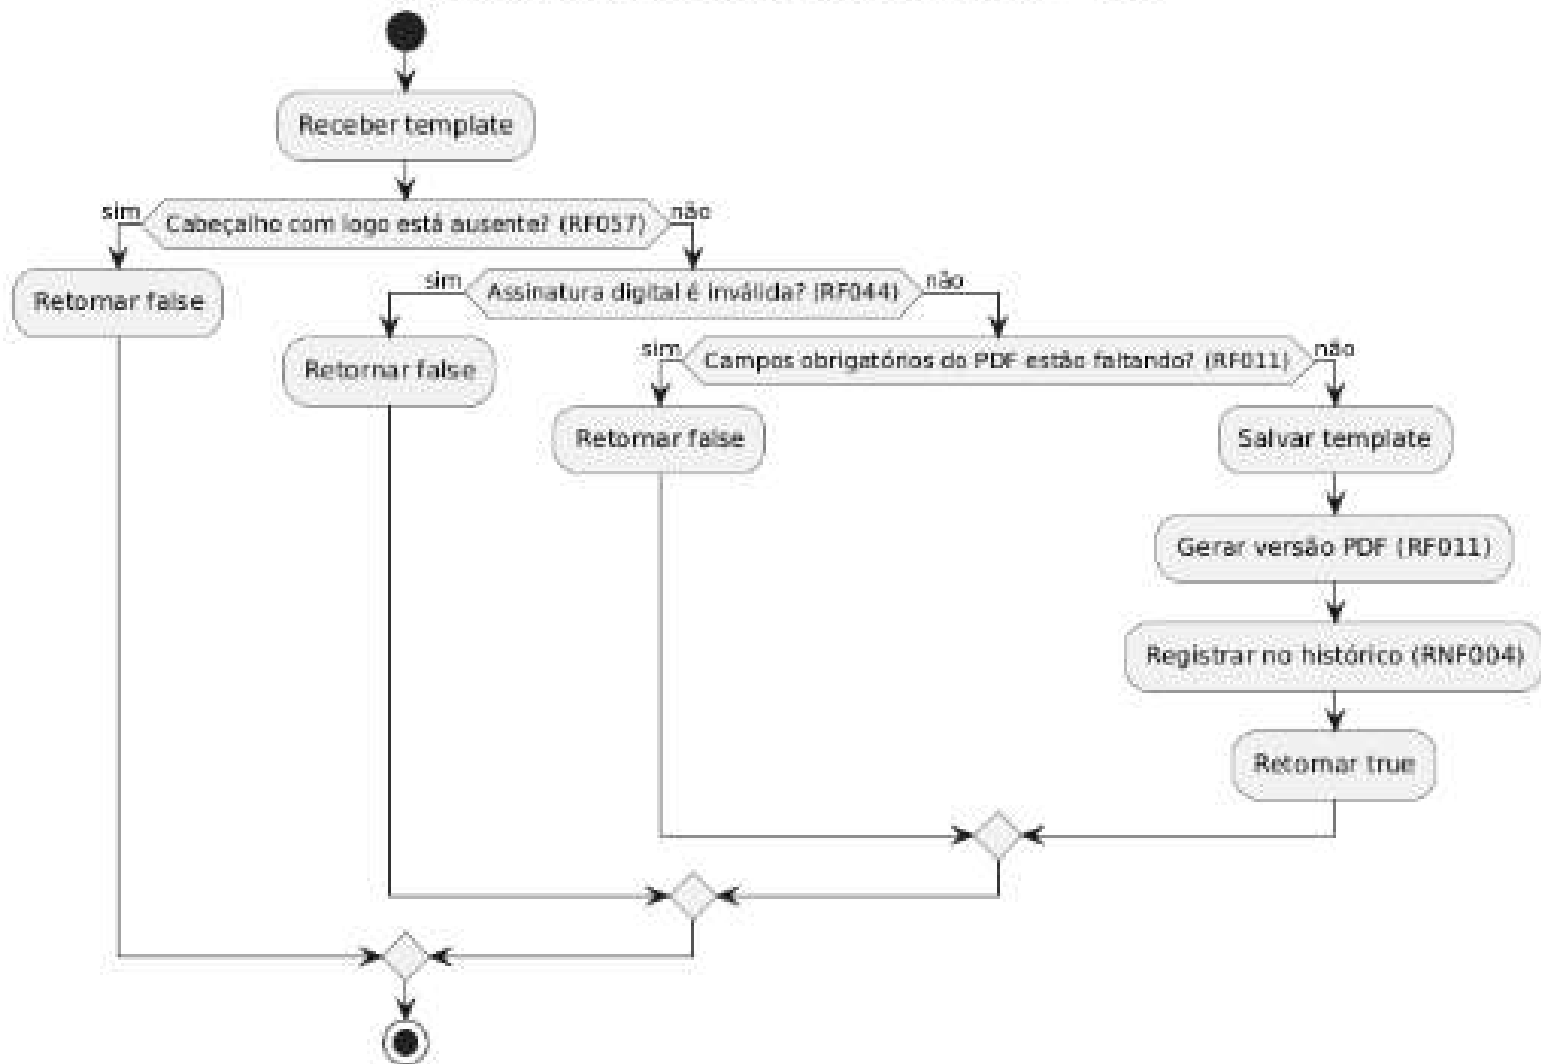 Receber template
sim
Cabeçalho com logo está ausente? (RF057)
não
Retornar false
sim
Assinatura digital é inválida? (RF044)
não
Retornar false
sim
Campos obrigatórios do PDF estão faltando? (RF011)
não
Retornar false
Salvar template
Gerar versão PDF (RF011)
Registrar no histórico (RNF004)
Retornar true